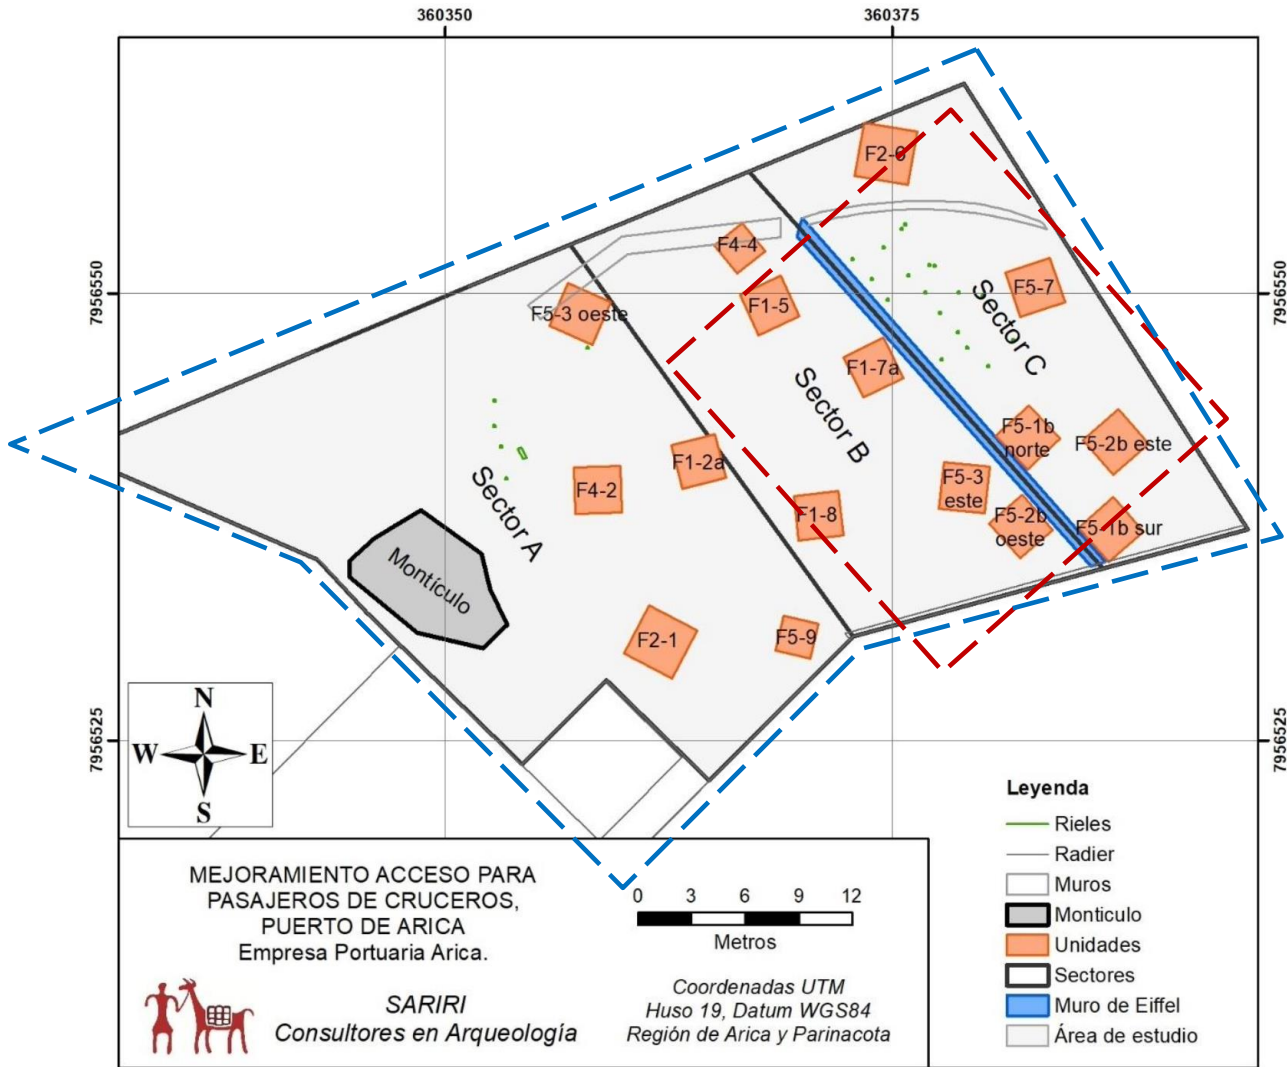 360350
360375
F2-6
F4-4
7956550
7956550
F5-7
F5-3 oeste
F1-5
Sector C
F1-7a
Sector B
F5-1b
norte
F5-2b este
F1-2a
F4-2
F5-3
este
Sector A
F1-8
F5-2b
oeste
F5-1b sur
Montículo
F2-1
F5-9
N
W
E
S
7956525
7956525
Leyenda
Rieles
Radier
Muros
Monticulo
Unidades
Sectores
Muro de Eiffel
Área de estudio
MEJORAMIENTO ACCESO PARA
PASAJEROS DE CRUCEROS,
PUERTO DE ARICA
Empresa Portuaria Arica.
SARIRI
Consultores en Arqueología
0 3 6 9 12
Metros
Coordenadas UTM
Huso 19, Datum WGS84
Región de Arica y Parinacota